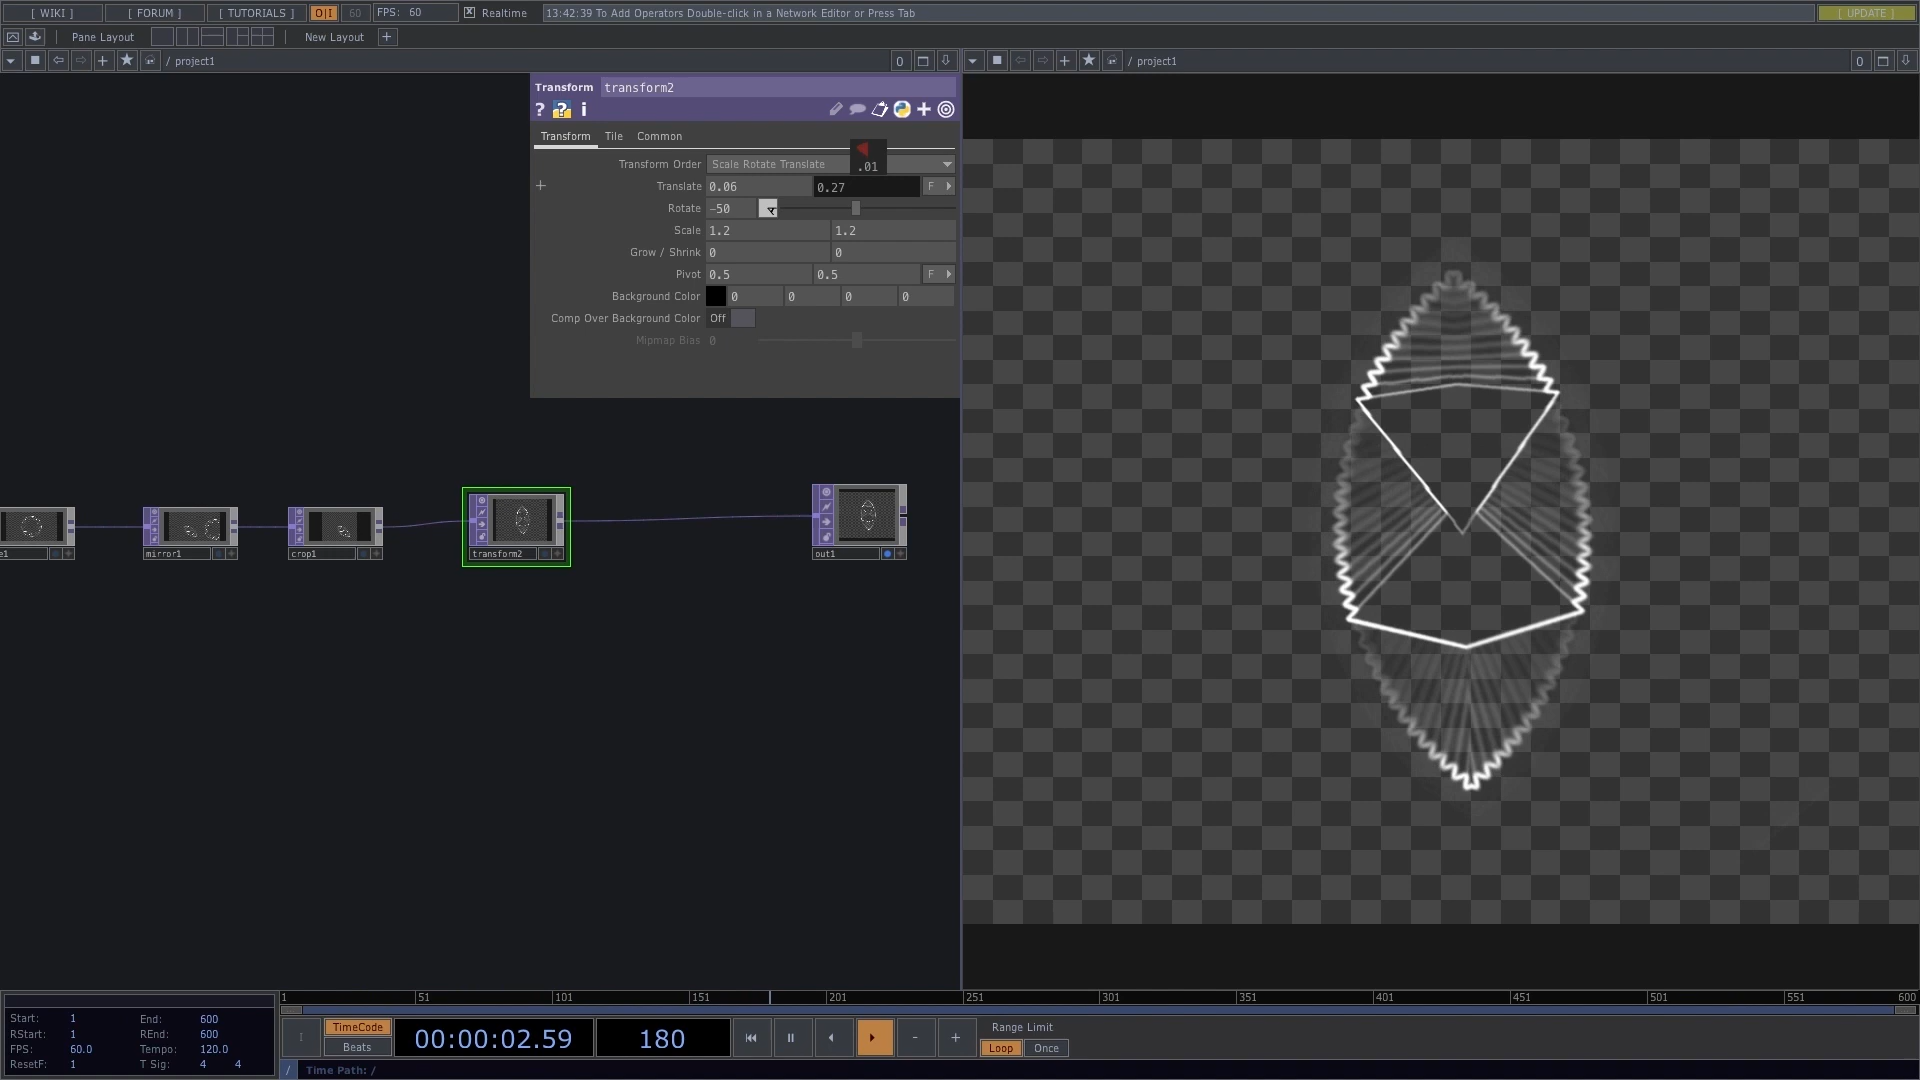 [ WIKI ] [ FORUM ] [ TUTORIALS ] O|I 60 FPS: 60 Realtime 13:42:39 To Add Operators Double-click in a Network Editor or Press Tab [ UPDATE ]
Pane Layout New Layout +
/ project1 0 / project1 0
Transform transform2
? ? i
Transform Tile Common
Transform Order Scale Rotate Translate .01
Translate 0.06 0.27 F
Rotate -50
Scale 1.2 1.2
Grow / Shrink 0 0
Pivot 0.5 0.5 F
Background Color 0 0 0 0
Comp Over Background Color Off
Mipmap Bias 0
e1 mirror1 crop1 transform2 out1
1 51 101 151 201 251 301 351 401 451 501 551 600
Start: 1 End: 600
RStart: 1 REnd: 600
FPS: 60.0 Tempo: 120.0
ResetF: 1 T Sig: 4 4
TimeCode
Beats
00:00:02.59 180
- +
Range Limit
Loop Once
/ Time Path: /